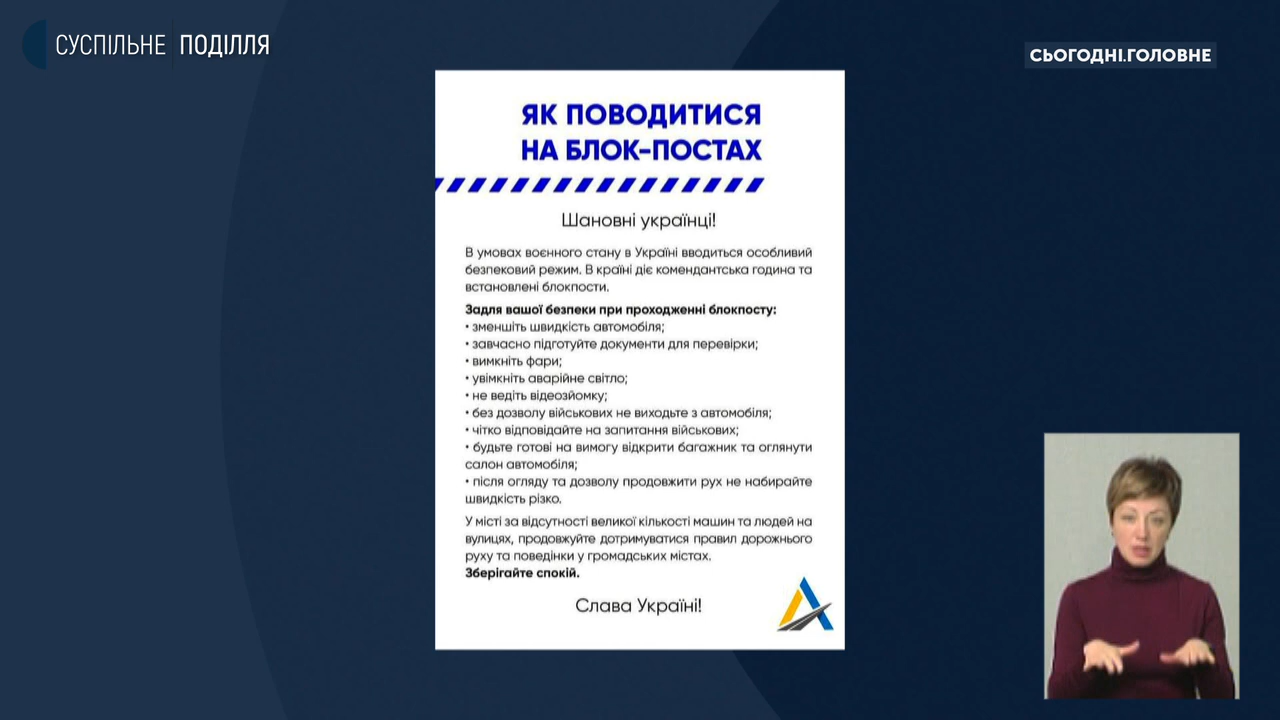 СУСПІЛЬНЕ ПОДІЛЛЯ
СЬОГОДНІ.ГОЛОВНЕ
ЯК ПОВОДИТИСЯ
НА БЛОК-ПОСТАХ
Шановні українці!
В умовах воєнного стану в Україні вводиться особливий
безпековий режим. В країні діє комендантська година та
встановлені блокпости.
Задля вашої безпеки при проходженні блокпосту:
• зменшіть швидкість автомобіля;
• завчасно підготуйте документи для перевірки;
• вимкніть фари;
• увімкніть аварійне світло;
• не ведіть відеозйомку;
• без дозволу військових не виходьте з автомобіля;
• чітко відповідайте на запитання військових;
• будьте готові на вимогу відкрити багажник та оглянути
салон автомобіля;
• після огляду та дозволу продовжити рух не набирайте
швидкість різко.
У місті за відсутності великої кількості машин та людей на
вулицях, продовжуйте дотримуватися правил дорожнього
руху та поведінки у громадських містах.
Зберігайте спокій.
Слава Україні!